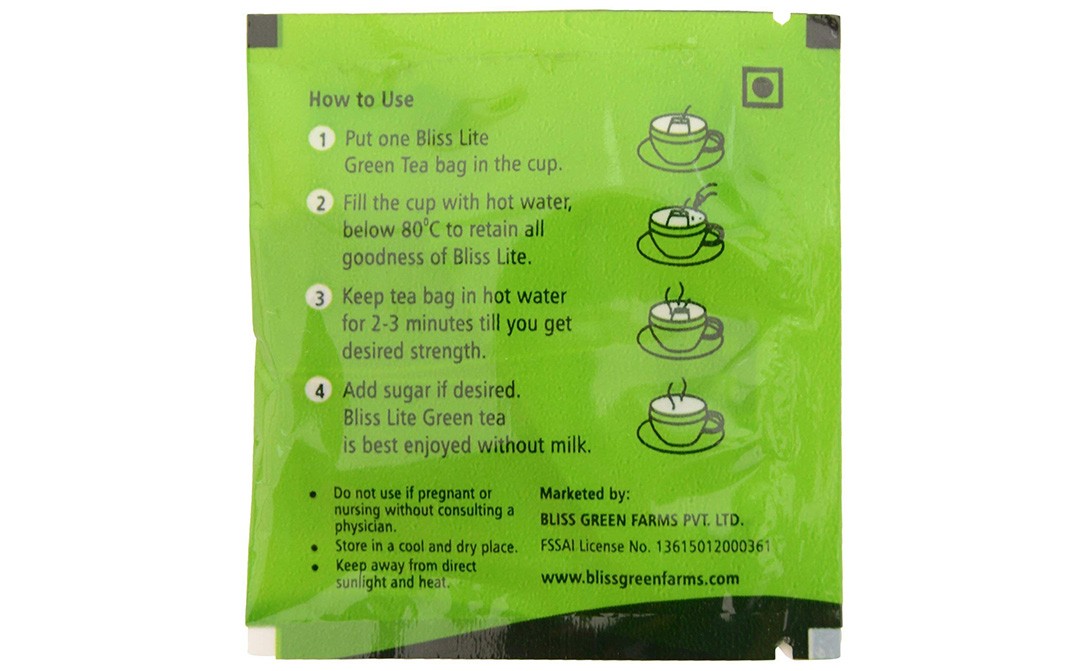 How to Use
1 Put one Bliss Lite
Green Tea bag in the cup.
2 Fill the cup with hot water,
below 80°C to retain all
goodness of Bliss Lite.
3 Keep tea bag in hot water
for 2-3 minutes till you get
desired strength.
4 Add sugar if desired.
Bliss Lite Green tea
is best enjoyed without milk.
• Do not use if pregnant or
nursing without consulting a
physician.
• Store in a cool and dry place.
• Keep away from direct
sunlight and heat.
Marketed by:
BLISS GREEN FARMS PVT. LTD.
FSSAI License No. 13615012000361
www.blissgreenfarms.com